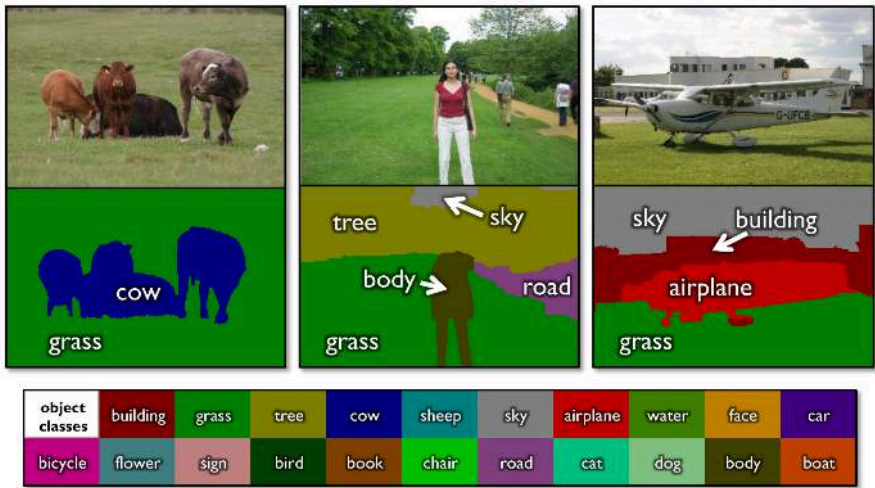 G-UFCB
tree
sky
sky
building
body
cow
road
airplane
grass
grass
grass
object classes building grass tree cow sheep sky airplane water face car
bicycle flower sign bird book chair road cat dog body boat